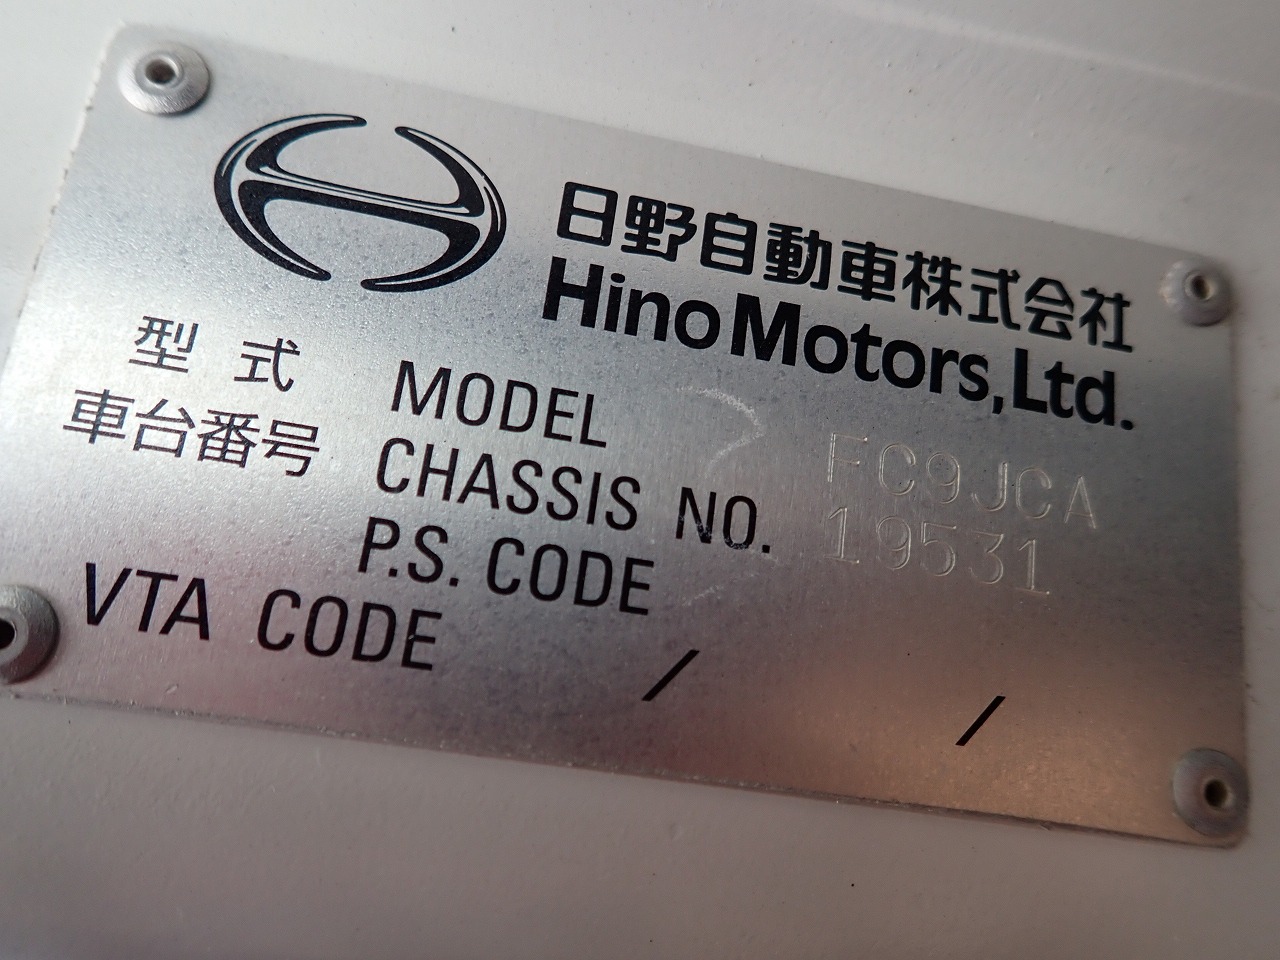 日野自動車株式会社
Hino Motors, Ltd.
型式 MODEL FC9JCA
車台番号 CHASSIS NO. 19531
P.S. CODE
VTA CODE / /